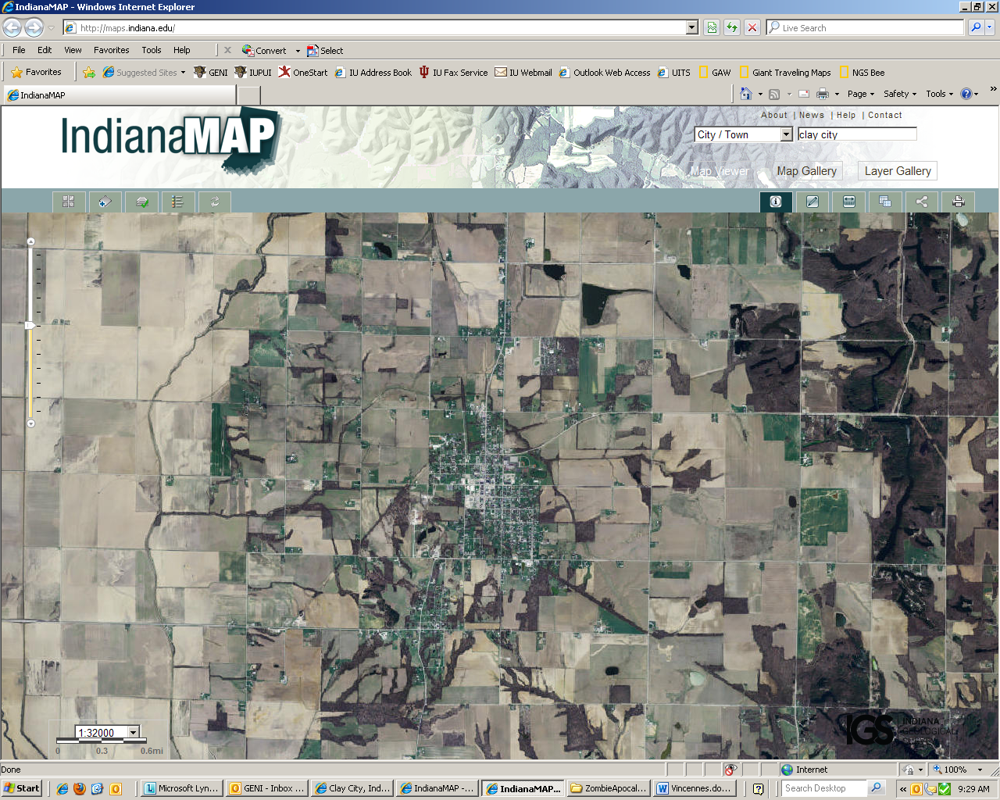 IndianaMAP - Windows Internet Explorer
http://maps.indiana.edu/
Live Search
File Edit View Favorites Tools Help
Convert Select
Favorites Suggested Sites GENI IUPUI OneStart IU Address Book IU Fax Service IU Webmail Outlook Web Access UITS GAW Giant Traveling Maps NGS Bee
IndianaMAP
Page Safety Tools
»
About | News | Help | Contact
IndianaMAP
City / Town clay city
Map Viewer Map Gallery Layer Gallery
1:32000
0 0.3 0.6mi
IGS
INDIANA
GEOLOGICAL
SURVEY
Done Internet 100%
Start Microsoft Lyn... GENI - Inbox ... Clay City, Ind... IndianaMAP -... IndianaMAP... ZombieApocal... Vincennes.do... Search Desktop « 9:29 AM